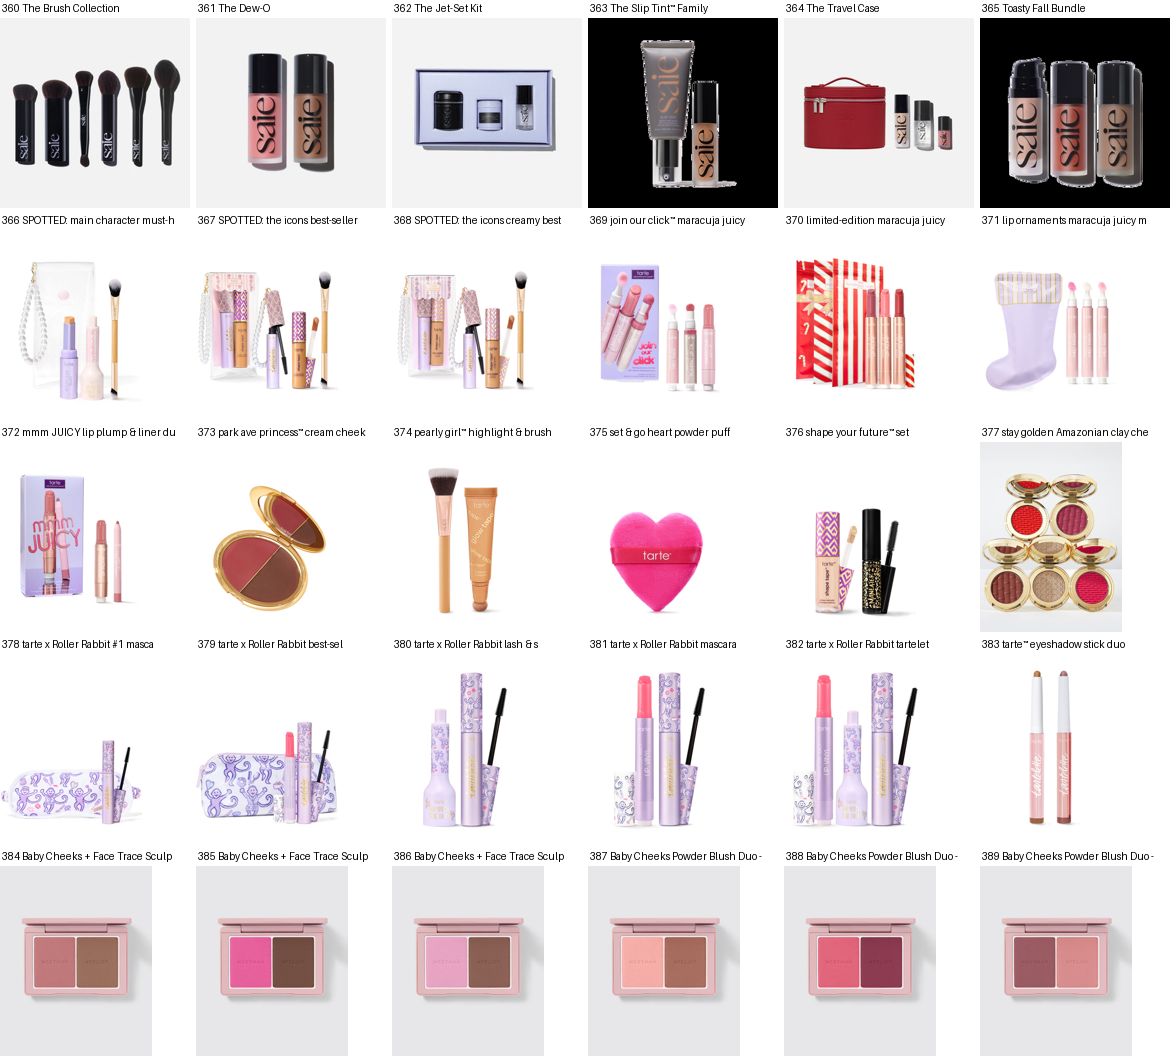 360 The Brush Collection
361 The Dew-O
362 The Jet-Set Kit
363 The Slip Tint™ Family
364 The Travel Case
365 Toasty Fall Bundle
saie
saie
saie
saie
saie
saie
saie
saie
366 SPOTTED: main character must-h
367 SPOTTED: the icons best-seller
368 SPOTTED: the icons creamy best
369 join our click™ maracuja juicy
370 limited-edition maracuja juicy
371 lip ornaments maracuja juicy m
tarte
join our click
372 mmm JUICY lip plump & liner du
373 park ave princess™ cream cheek
374 pearly girl™ highlight & brush
375 set & go heart powder puff
376 shape your future™ set
377 stay golden Amazonian clay che
mmm JUICY
tarte
glow tape
tarte
tarte
shape tape
378 tarte x Roller Rabbit #1 masca
379 tarte x Roller Rabbit best-sel
380 tarte x Roller Rabbit lash & s
381 tarte x Roller Rabbit mascara
382 tarte x Roller Rabbit tartelet
383 tarte™ eyeshadow stick duo
384 Baby Cheeks + Face Trace Sculp
385 Baby Cheeks + Face Trace Sculp
386 Baby Cheeks + Face Trace Sculp
387 Baby Cheeks Powder Blush Duo -
388 Baby Cheeks Powder Blush Duo -
389 Baby Cheeks Powder Blush Duo -